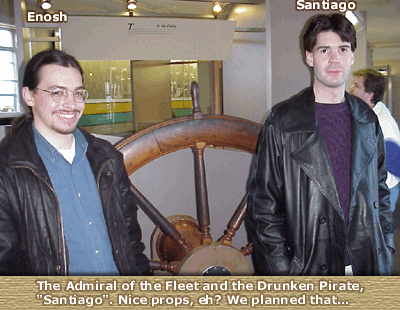 Enosh
Santiago
The Admiral of the Fleet and the Drunken Pirate,
"Santiago". Nice props, eh? We planned that...